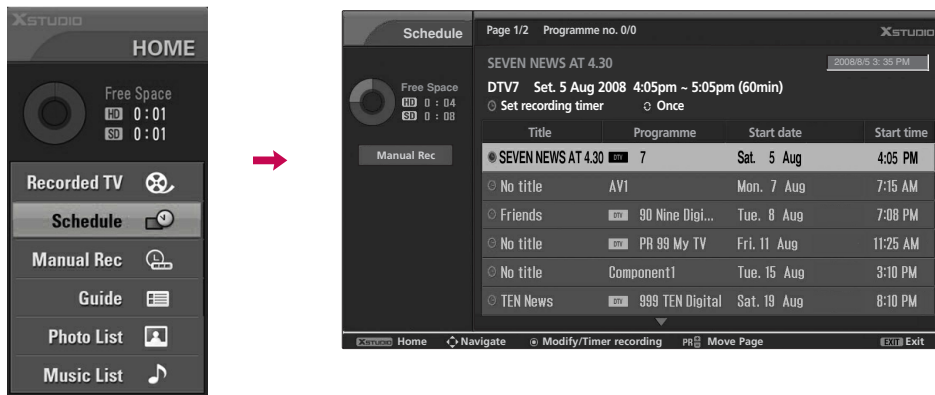 XSTUDIO
HOME
Free Space
HD 0:01
SD 0:01
Recorded TV
Schedule
Manual Rec
Guide
Photo List
Music List
Schedule
Page 1/2 Programme no. 0/0
XSTUDIO
Free Space
HD 0 : 04
SD 0 : 08
Manual Rec
SEVEN NEWS AT 4.30
2008/8/5 3: 35 PM
DTV7 Set. 5 Aug 2008 4:05pm ~ 5:05pm (60min)
Set recording timer Once
Title Programme Start date Start time
SEVEN NEWS AT 4.30 DTV 7 Sat. 5 Aug 4:05 PM
No title AV1 Mon. 7 Aug 7:15 AM
Friends DTV 90 Nine Digi... Tue. 8 Aug 7:08 PM
No title DTV PR 99 My TV Fri. 11 Aug 11:25 AM
No title Component1 Tue. 15 Aug 3:10 PM
TEN News DTV 999 TEN Digital Sat. 19 Aug 8:10 PM
XSTUDIO Home Navigate Modify/Timer recording PR Move Page EXIT Exit